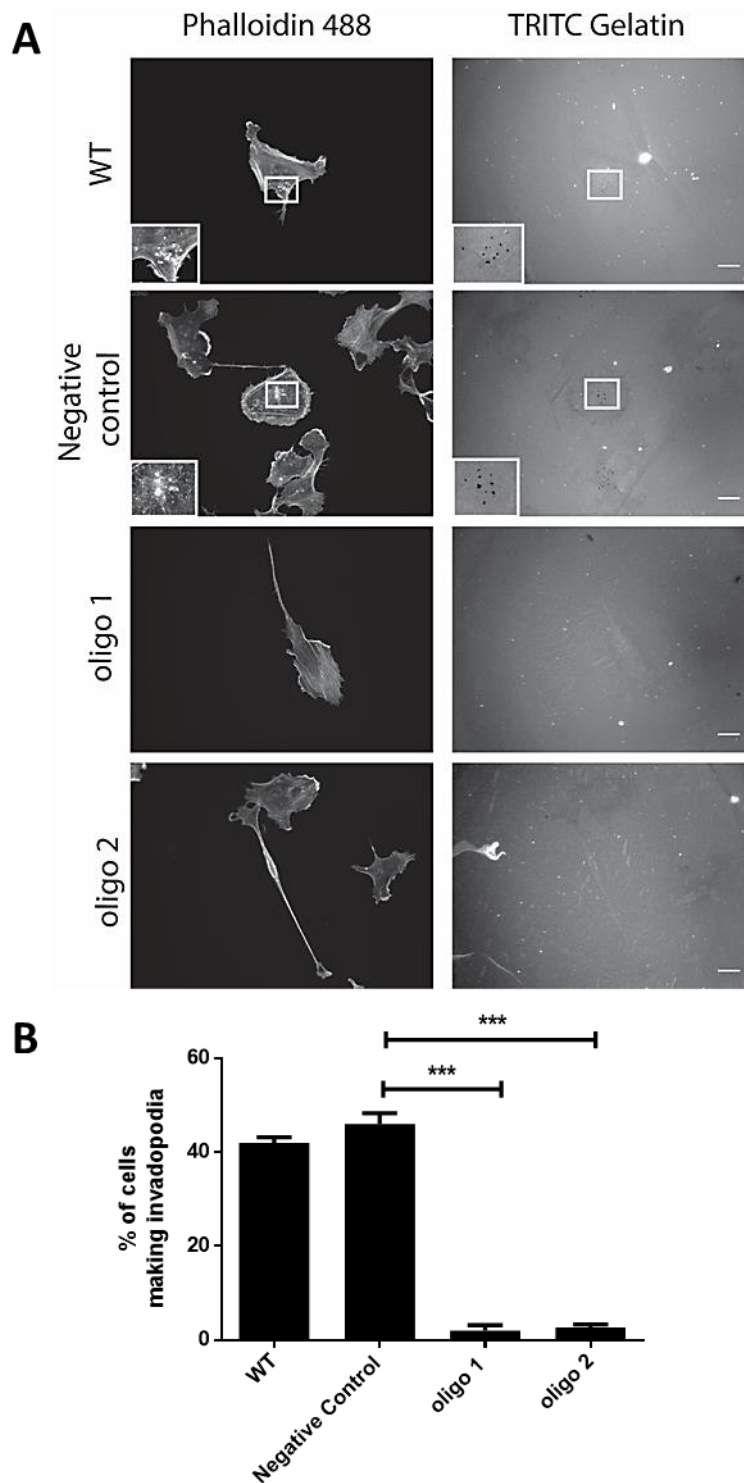 A
Phalloidin 488
TRITC Gelatin
WT
Negative
control
oligo 1
oligo 2
B
***
***
60
40
20
0
% of cells
making invadopodia
WT
Negative Control
oligo 1
oligo 2